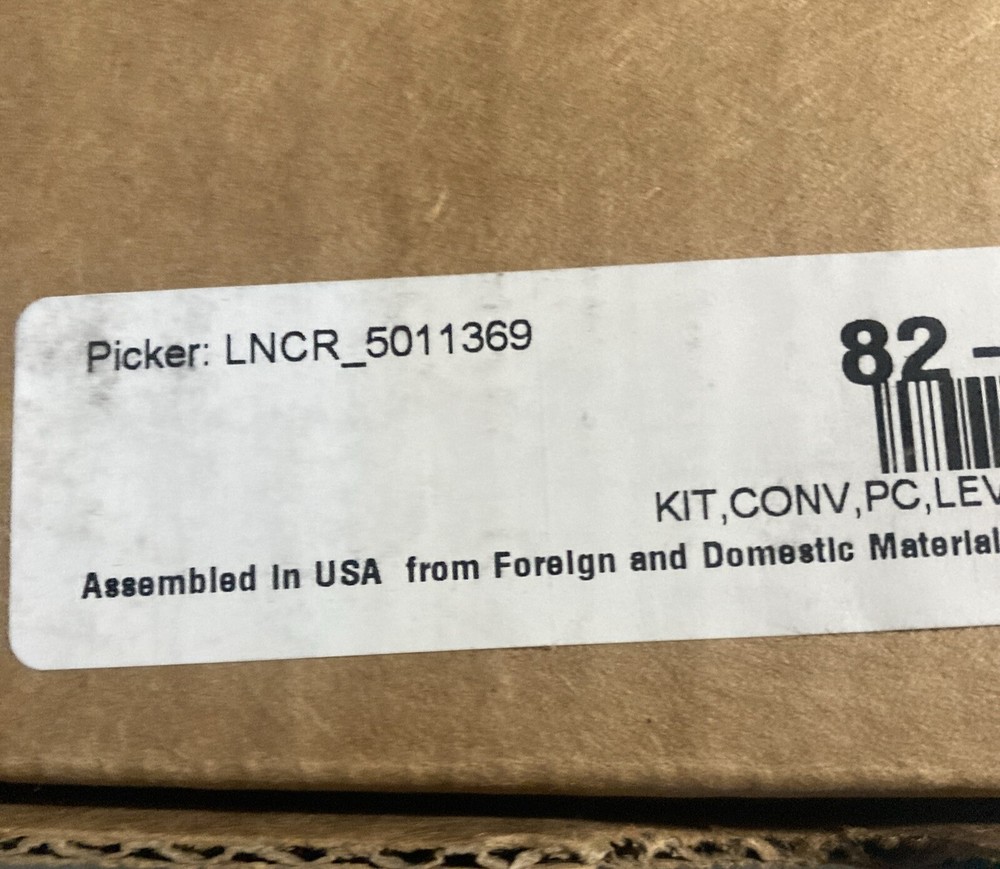 Picker: LNCR_5011369
82-
KIT,CONV,PC,LEV
Assembled In USA from Foreign and Domestic Material